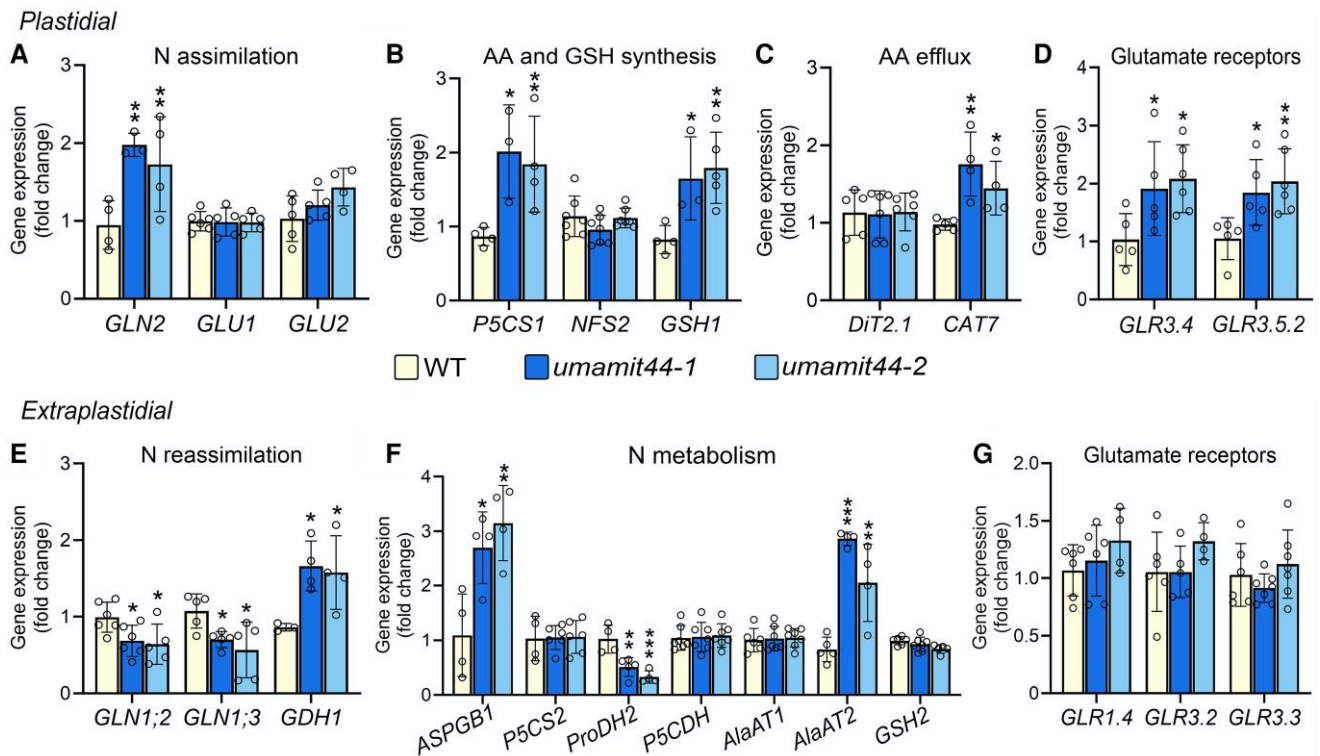 Plastidial
A N assimilation
Gene expression
(fold change)
3
2
1
0
** **
GLN2 GLU1 GLU2
B AA and GSH synthesis
Gene expression
(fold change)
3
2
1
0
* ** * **
P5CS1 NFS2 GSH1
C AA efflux
Gene expression
(fold change)
3
2
1
0
** *
DiT2.1 CAT7
D Glutamate receptors
Gene expression
(fold change)
4
3
2
1
0
* * * **
GLR3.4 GLR3.5.2
WT umamit44-1 umamit44-2
Extraplastidial
E N reassimilation
Gene expression
(fold change)
3
2
1
0
* * * * * *
GLN1;2 GLN1;3 GDH1
F N metabolism
Gene expression
(fold change)
4
3
2
1
0
* ** ** *** *** **
ASPGB1 P5CS2 ProDH2 P5CDH AlaAT1 AlaAT2 GSH2
G Glutamate receptors
Gene expression
(fold change)
2.0
1.5
1.0
0.5
0
GLR1.4 GLR3.2 GLR3.3